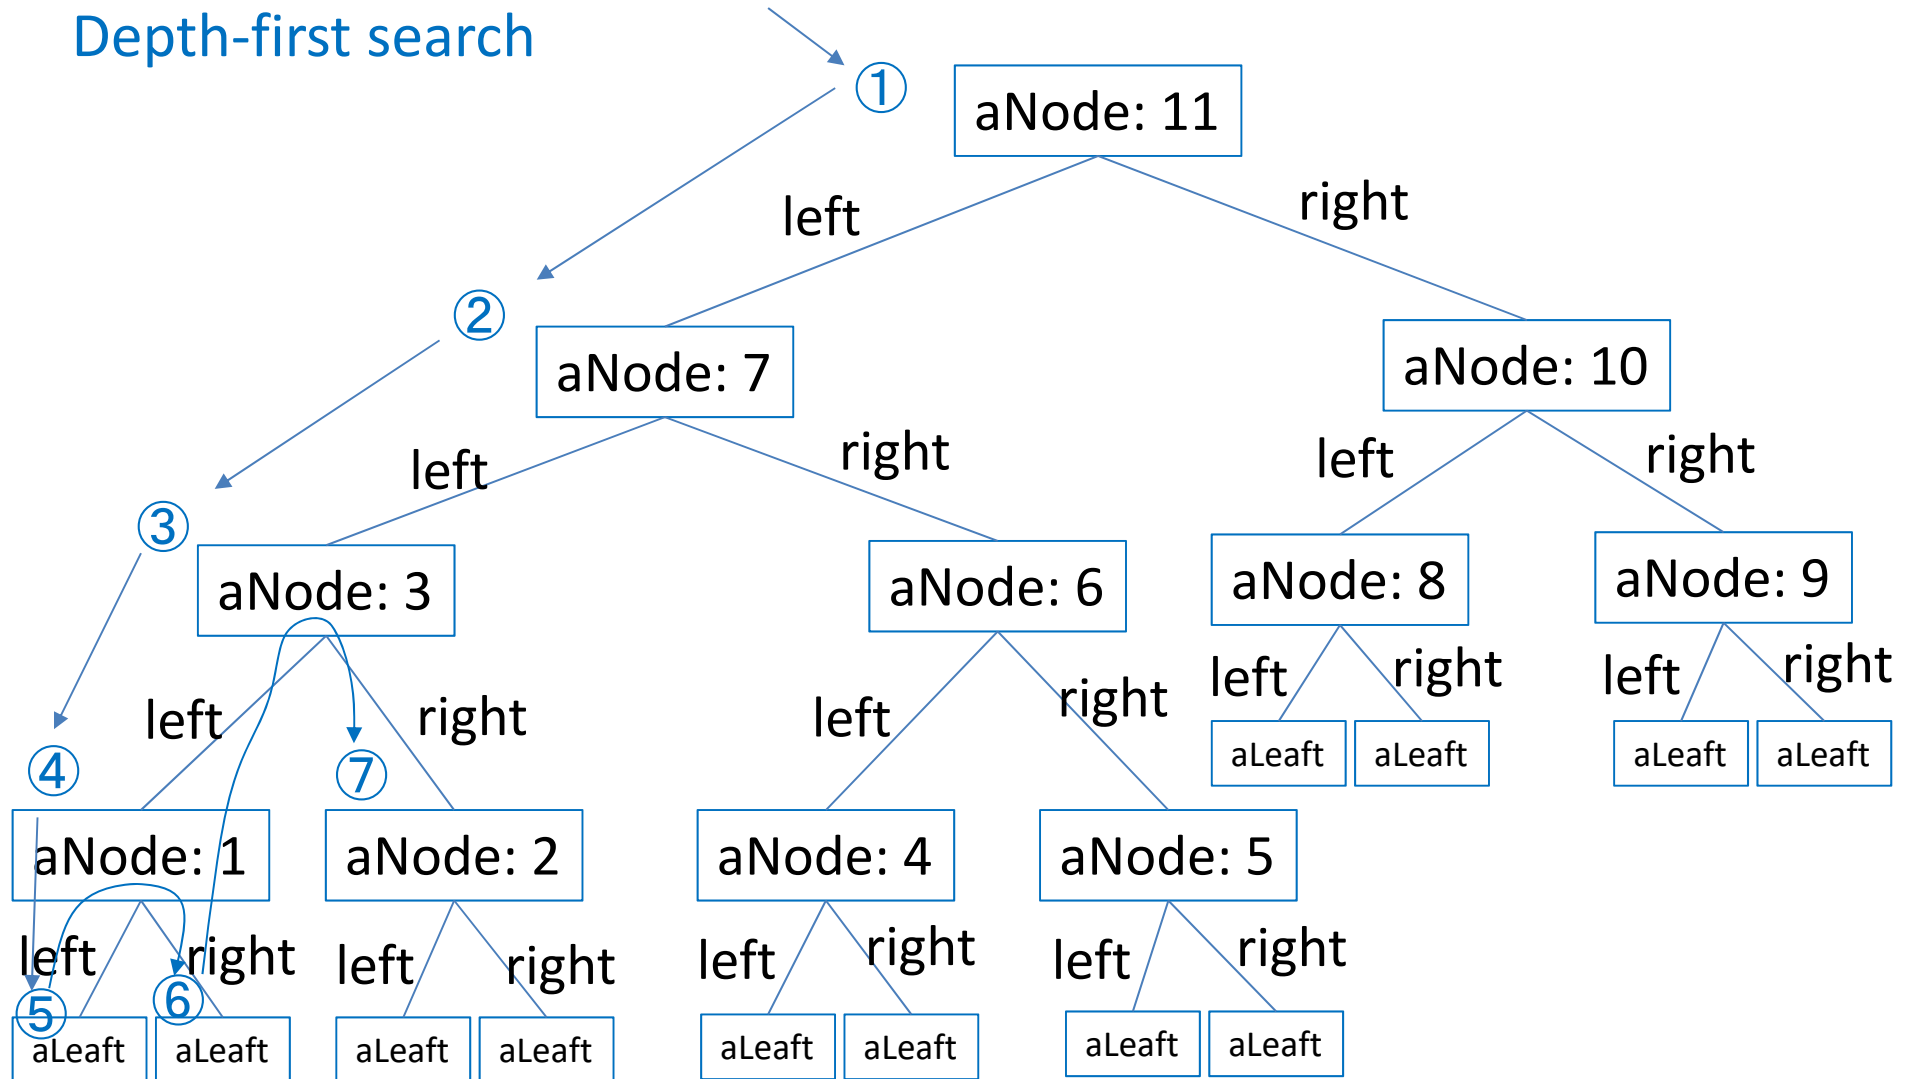 Depth-first search
①
aNode: 11
left
right
②
aNode: 7
aNode: 10
left
right
left
right
③
aNode: 3
aNode: 6
aNode: 8
aNode: 9
left
right
left
right
left
right
left
right
④
⑦
aLeaft
aLeaft
aLeaft
aLeaft
aNode: 1
aNode: 2
aNode: 4
aNode: 5
left
right
left
right
left
right
left
right
⑤
⑥
aLeaft
aLeaft
aLeaft
aLeaft
aLeaft
aLeaft
aLeaft
aLeaft